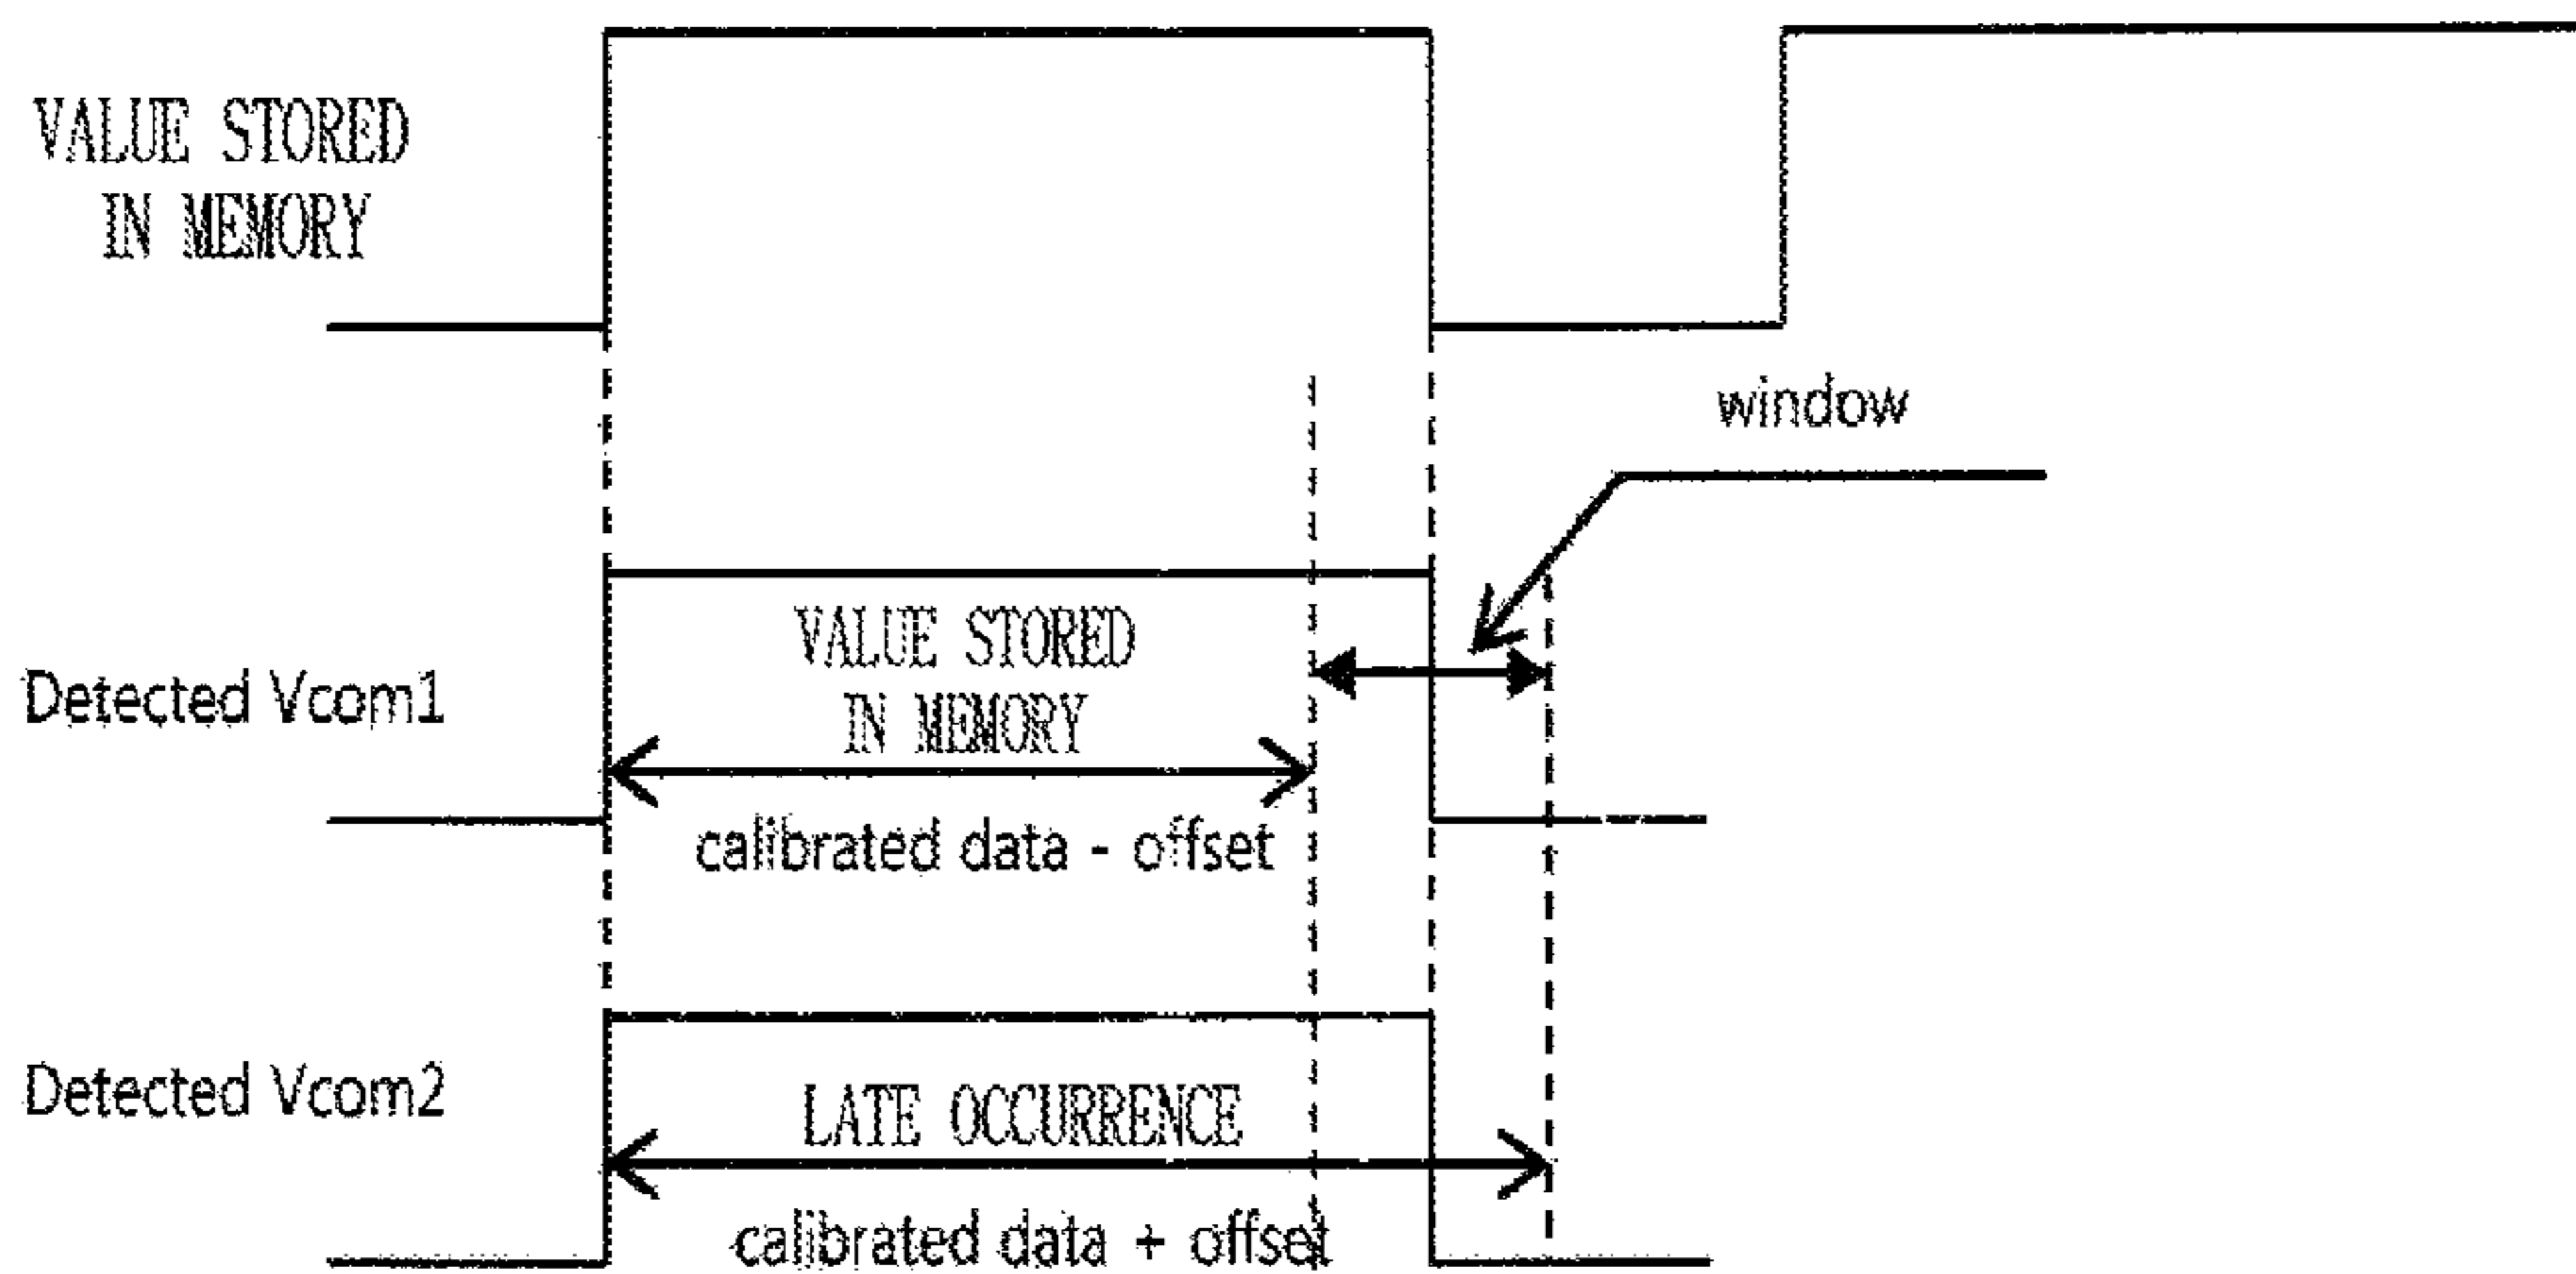 VALUE STORED
IN MEMORY
window
VALUE STORED
IN MEMORY
Detected Vcom1
calibrated data - offset
LATE OCCURRENCE
Detected Vcom2
calibrated data + offset